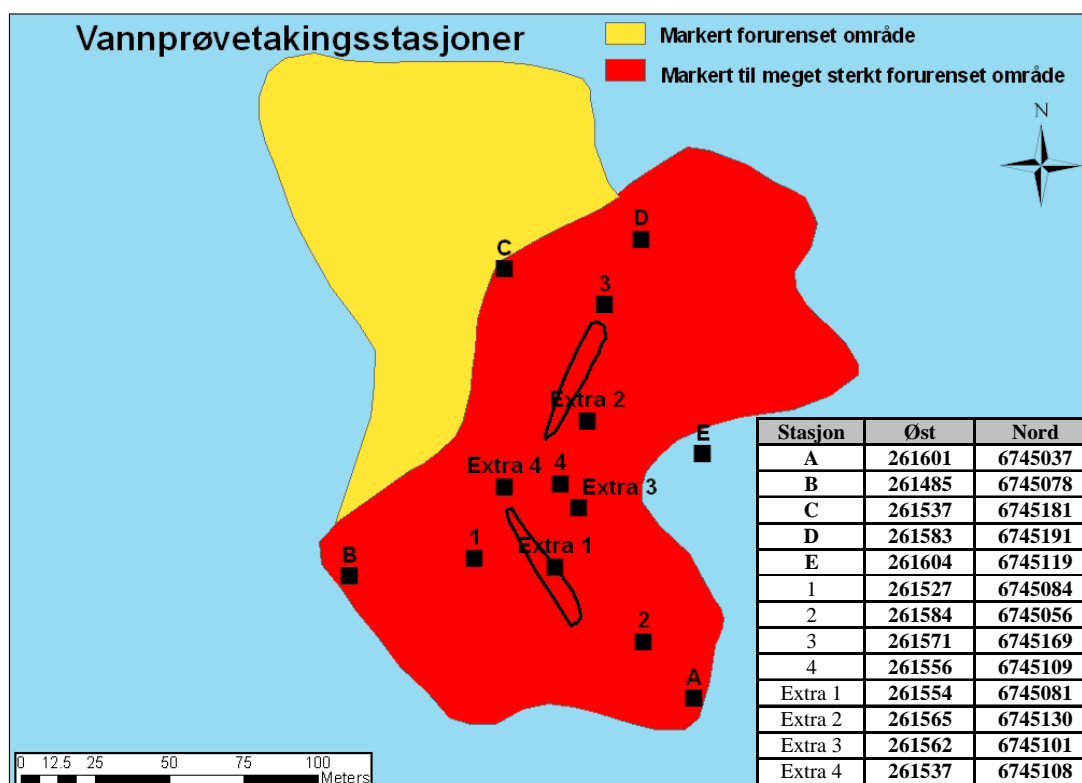 Vannprøvetakingsstasjoner
Markert forurenset område
Markert til meget sterkt forurenset område
N
D
C
3
Extra 2
E
Extra 4 4
Extra 3
1 Extra 1
B
2
A
Stasjon Øst Nord
A 261601 6745037
B 261485 6745078
C 261537 6745181
D 261583 6745191
E 261604 6745119
1 261527 6745084
2 261584 6745056
3 261571 6745169
4 261556 6745109
Extra 1 261554 6745081
Extra 2 261565 6745130
Extra 3 261562 6745101
Extra 4 261537 6745108
0 12.5 25 50 75 100
Meters